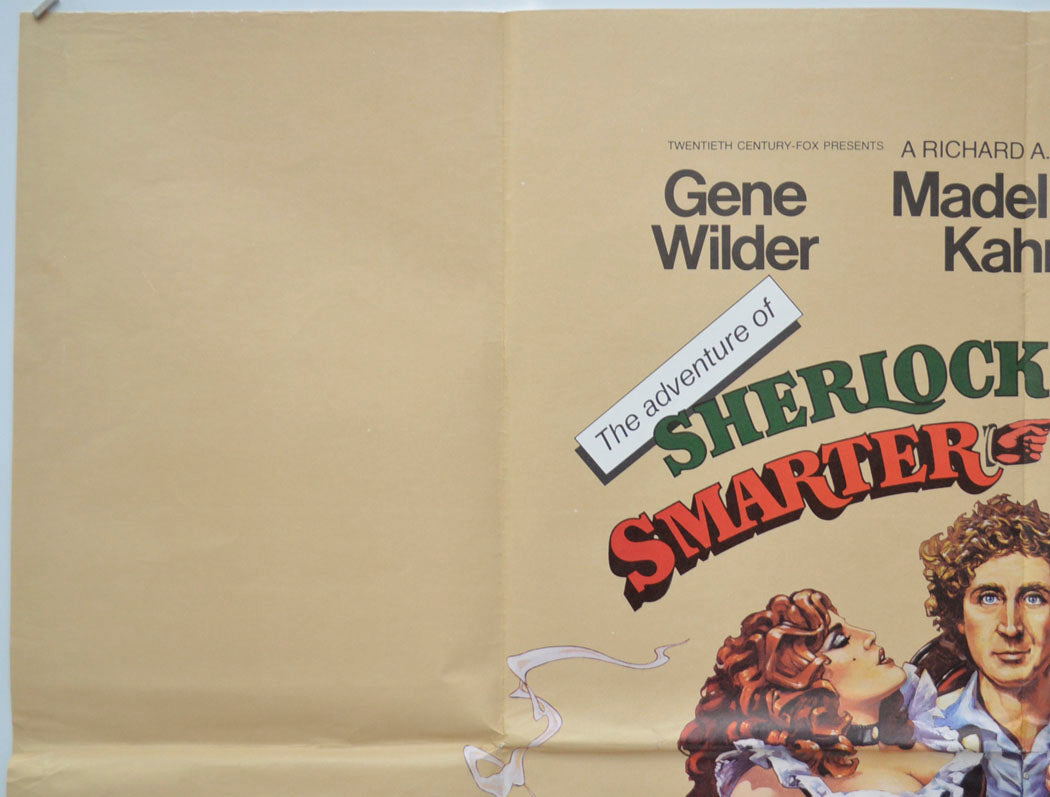 TWENTIETH CENTURY-FOX PRESENTS A RICHARD A.
Gene Madel
Wilder Kahn
The adventure of
SHERLOCK
SMARTER